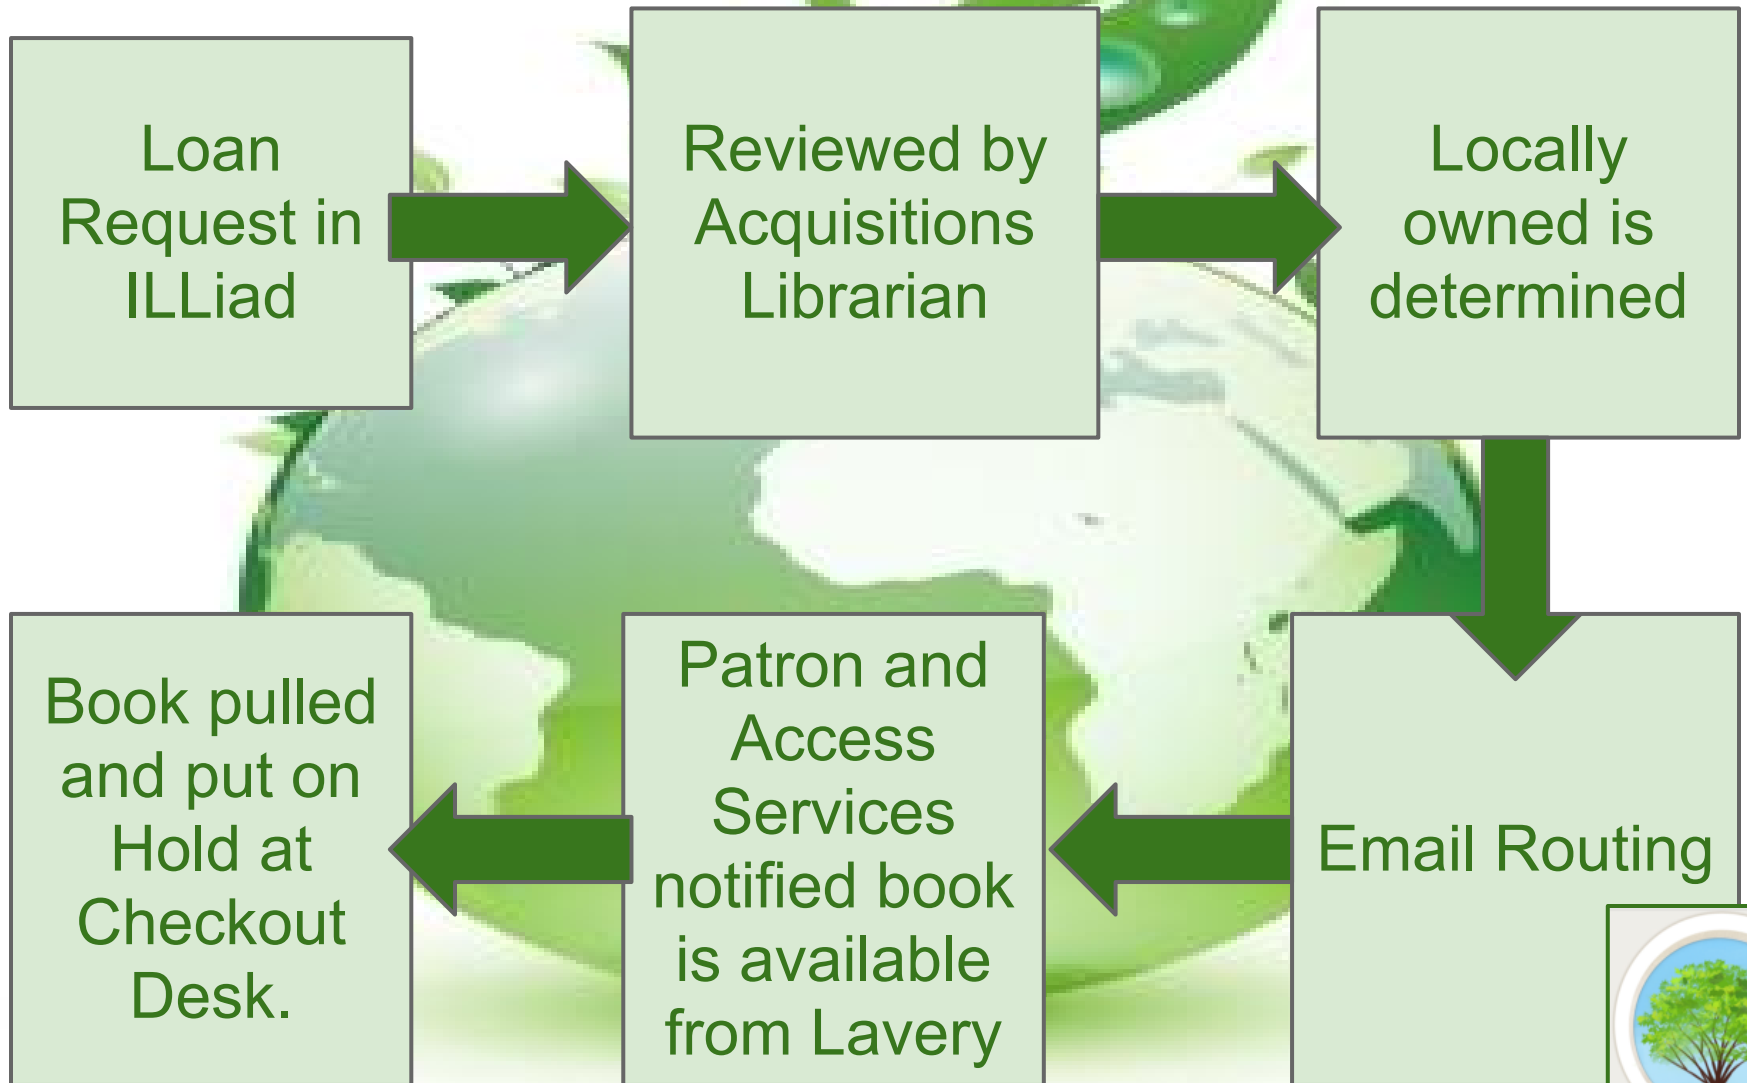 Loan
Request in
ILLiad
Reviewed by
Acquisitions
Librarian
Locally
owned is
determined
Email Routing
Patron and
Access
Services
notified book
is available
from Lavery
Book pulled
and put on
Hold at
Checkout
Desk.